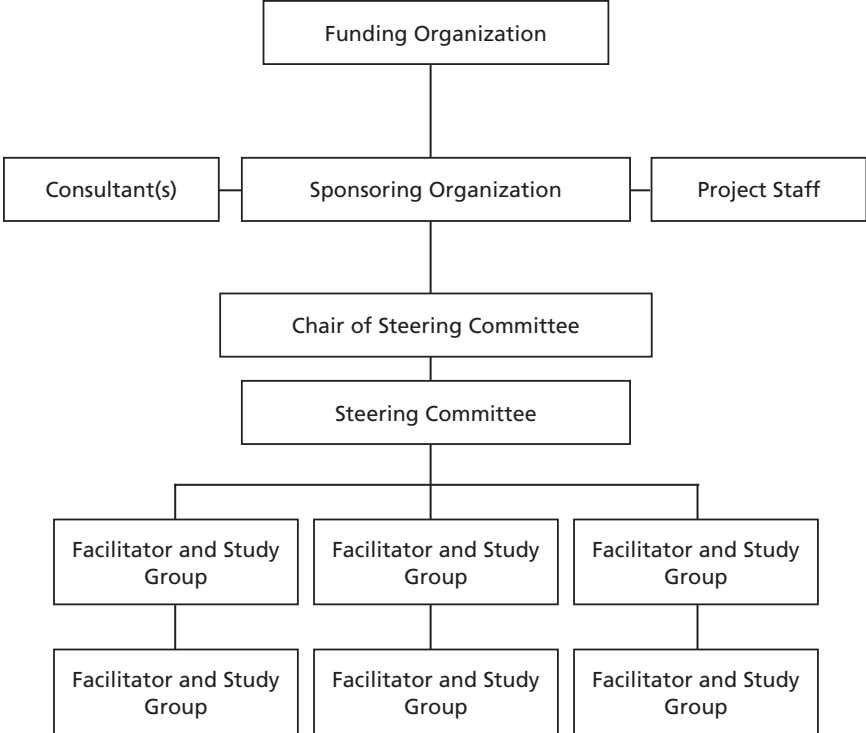 Funding Organization
Consultant(s)
Sponsoring Organization
Project Staff
Chair of Steering Committee
Steering Committee
Facilitator and Study
Group
Facilitator and Study
Group
Facilitator and Study
Group
Facilitator and Study
Group
Facilitator and Study
Group
Facilitator and Study
Group